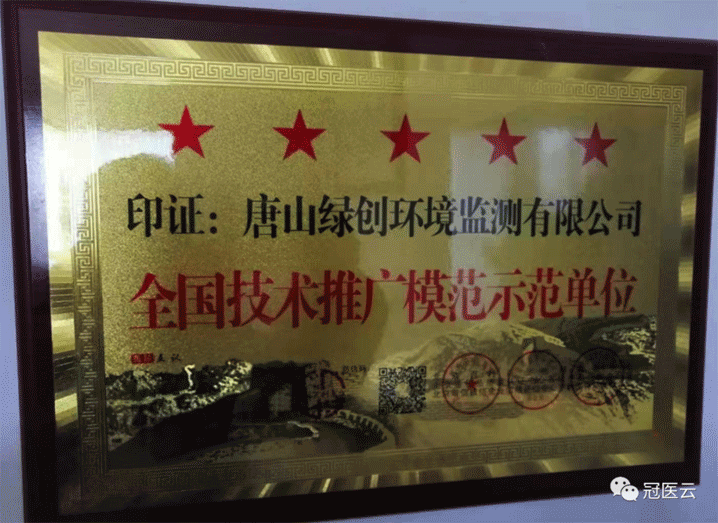 印证：唐山绿创环境监测有限公司
全国技术推广模范示范单位
冠医云